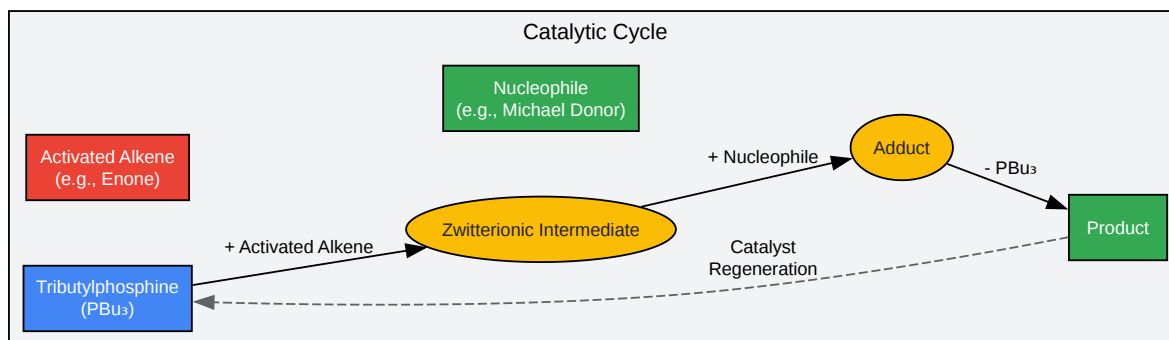 Catalytic Cycle
Nucleophile
(e.g., Michael Donor)
Activated Alkene
(e.g., Enone)
+ Nucleophile
Adduct
- PBu₃
Zwitterionic Intermediate
Product
+ Activated Alkene
Catalyst
Regeneration
Tributylphosphine
(PBu₃)